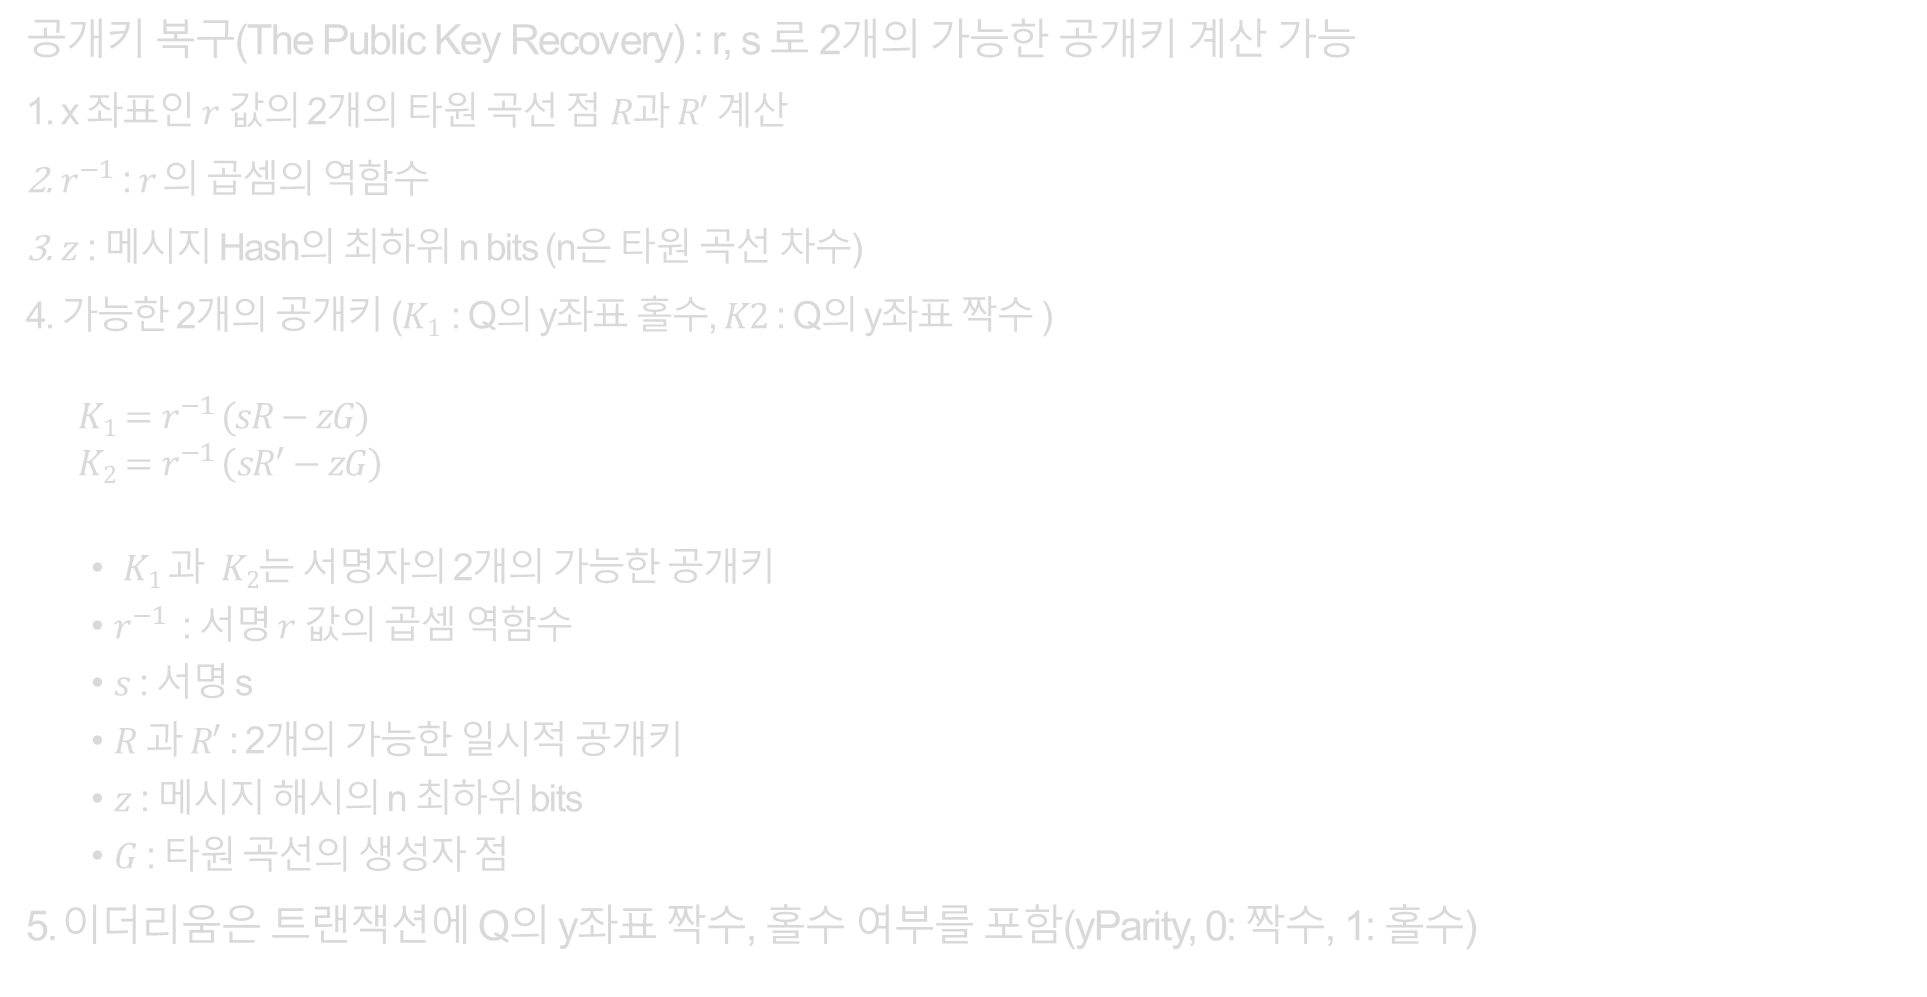 공개키 복구(The Public Key Recovery) : r, s 로 2개의 가능한 공개키 계산 가능
1. x 좌표인 r 값의 2개의 타원 곡선 점 R과 R′ 계산
2. r⁻¹ : r 의 곱셈의 역함수
3. z : 메시지 Hash의 최하위 n bits (n은 타원 곡선 차수)
4. 가능한 2개의 공개키 (K₁ : Q의 y좌표 홀수, K2 : Q의 y좌표 짝수 )
K₁ = r⁻¹ (sR − zG)
K₂ = r⁻¹ (sR′ − zG)
• K₁ 과 K₂는 서명자의 2개의 가능한 공개키
• r⁻¹ : 서명 r 값의 곱셈 역함수
• s : 서명 s
• R 과 R′ : 2개의 가능한 일시적 공개키
• z : 메시지 해시의 n 최하위 bits
• G : 타원 곡선의 생성자 점
5. 이더리움은 트랜잭션에 Q의 y좌표 짝수, 홀수 여부를 포함(yParity, 0: 짝수, 1: 홀수)